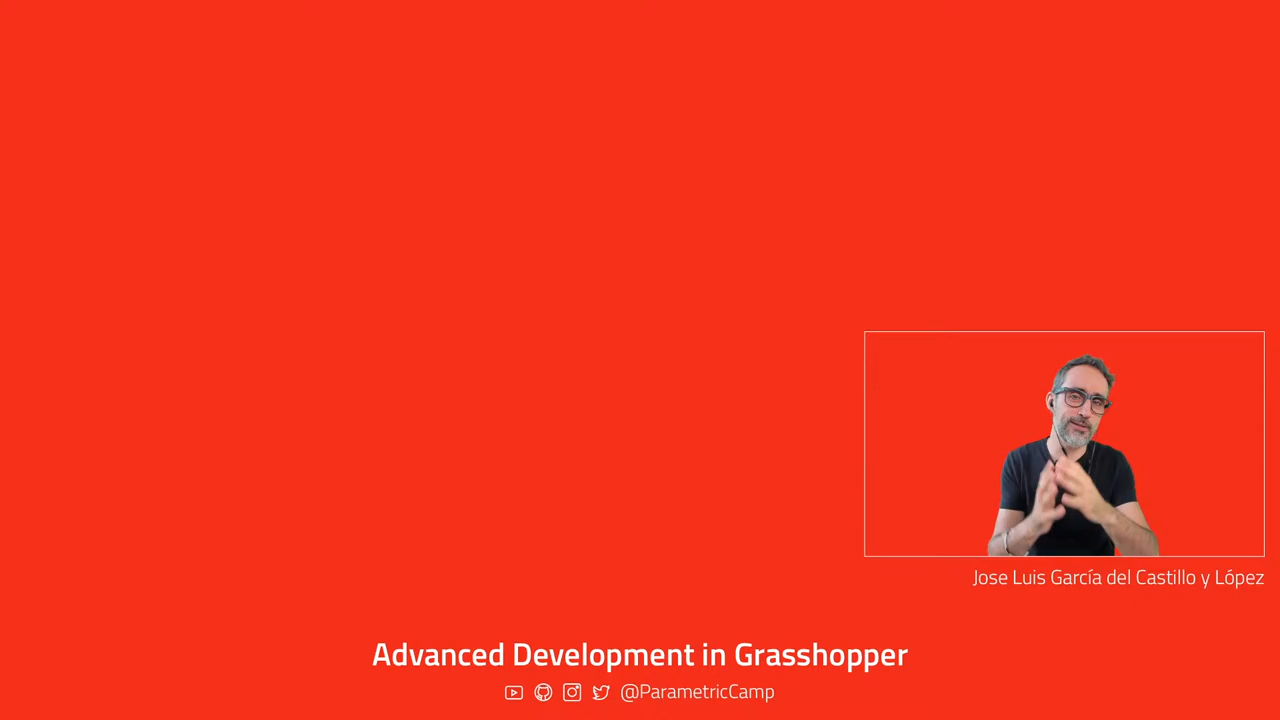 Jose Luis García del Castillo y López
Advanced Development in Grasshopper
@ParametricCamp